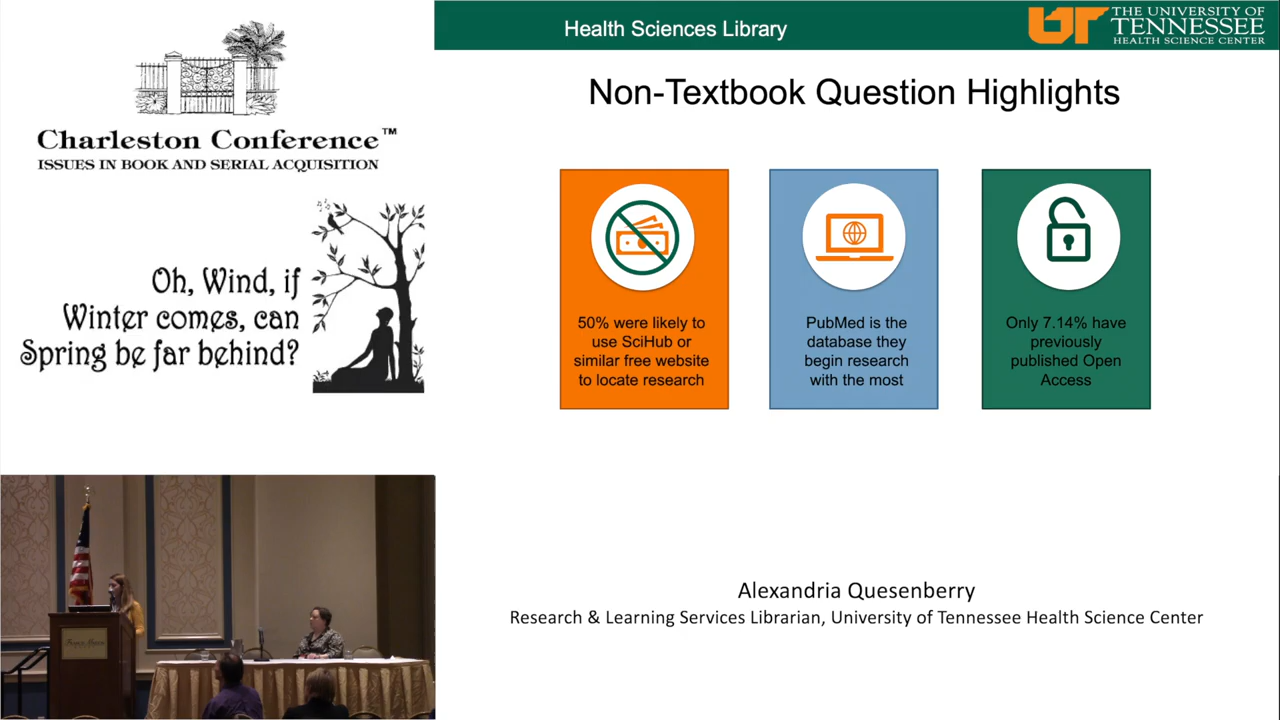 Charleston Conference™
ISSUES IN BOOK AND SERIAL ACQUISITION
Oh, Wind, if
Winter comes, can
Spring be far behind?
Health Sciences Library
UT
THE UNIVERSITY OF
TENNESSEE
HEALTH SCIENCE CENTER
Non-Textbook Question Highlights
50% were likely to
use SciHub or
similar free website
to locate research
PubMed is the
database they
begin research
with the most
Only 7.14% have
previously
published Open
Access
Alexandria Quesenberry
Research & Learning Services Librarian, University of Tennessee Health Science Center